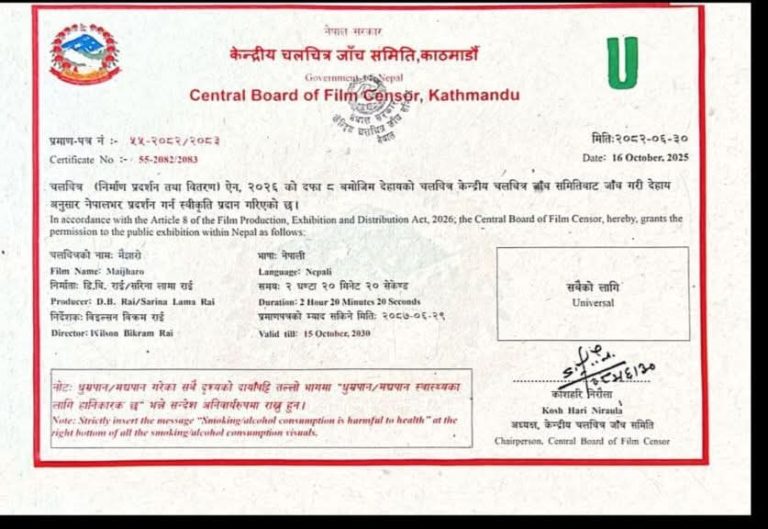 नेपाल सरकार
केन्द्रीय चलचित्र जाँच समिति,काठमाडौं
Government of Nepal
Central Board of Film Censor, Kathmandu
U
प्रमाण-पत्र नं :- ५५-२०८२/२०८३
मिति:२०८२-०६-३०
Certificate No :- 55-2082/2083
Date: 16 October, 2025
चलचित्र (निर्माण प्रदर्शन तथा वितरण) ऐन, २०२६ को दफा ८ बमोजिम देहायको चलचित्र केन्द्रीय चलचित्र जाँच समितिबाट जाँच गरी देहाय
अनुसार नेपालभर प्रदर्शन गर्न स्वीकृति प्रदान गरिएको छ।
In accordance with the Article 8 of the Film Production, Exhibition and Distribution Act, 2026; the Central Board of Film Censor, hereby, grants the
permission to the public exhibition within Nepal as follows:
चलचित्रको नाम: मैझारो
भाषा: नेपाली
Film Name: Maijharo
Language: Nepali
निर्माता: डि.बि. राई/सरिना लामा राई
समय: २ घण्टा २० मिनेट २० सेकेण्ड
Producer: D.B. Rai/Sarina Lama Rai
Duration: 2 Hour 20 Minutes 20 Seconds
निर्देशक: विइल्सन विक्रम राई
प्रमाणपत्रको म्याद सकिने मिति: २०८७-०६-२९
Director: Wilson Bikram Rai
Valid till: 15 October, 2030
सबैको लागि
Universal
नोट: धुम्रपान/मद्यपान गरेका सबै दृश्यको दायाँपट्टि तल्लो भागमा "धुम्रपान/मद्यपान स्वास्थ्यका
लागि हानिकारक छ" भन्ने सन्देश अनिवार्यरुपमा राख्नु हुन।
Note: Strictly insert the message "Smoking/alcohol consumption is harmful to health" at the
right bottom of all the smoking/alcohol consumption visuals.
कोशहरि निरौला
Kosh Hari Niraula
अध्यक्ष, केन्द्रीय चलचित्र जाँच समिति
Chairperson, Central Board of Film Censor